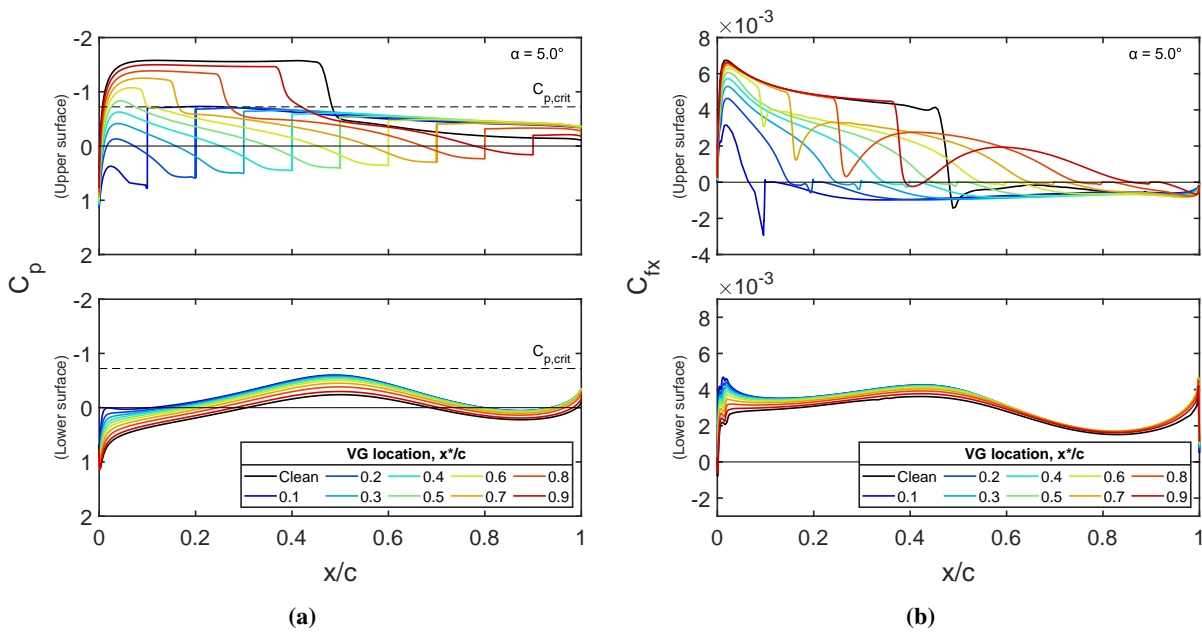 -2
-1
0
1
2
(Upper surface)
α = 5.0°
C_{p,crit}
C_p
-2
-1
0
1
2
(Lower surface)
C_{p,crit}
VG location, x*/c
Clean 0.2 0.4 0.6 0.8
0.1 0.3 0.5 0.7 0.9
0 0.2 0.4 0.6 0.8 1
x/c
(a)
×10^{-3}
8
6
4
2
0
-2
-4
(Upper surface)
α = 5.0°
C_{fx}
×10^{-3}
8
6
4
2
0
-2
(Lower surface)
VG location, x*/c
Clean 0.2 0.4 0.6 0.8
0.1 0.3 0.5 0.7 0.9
0 0.2 0.4 0.6 0.8 1
x/c
(b)